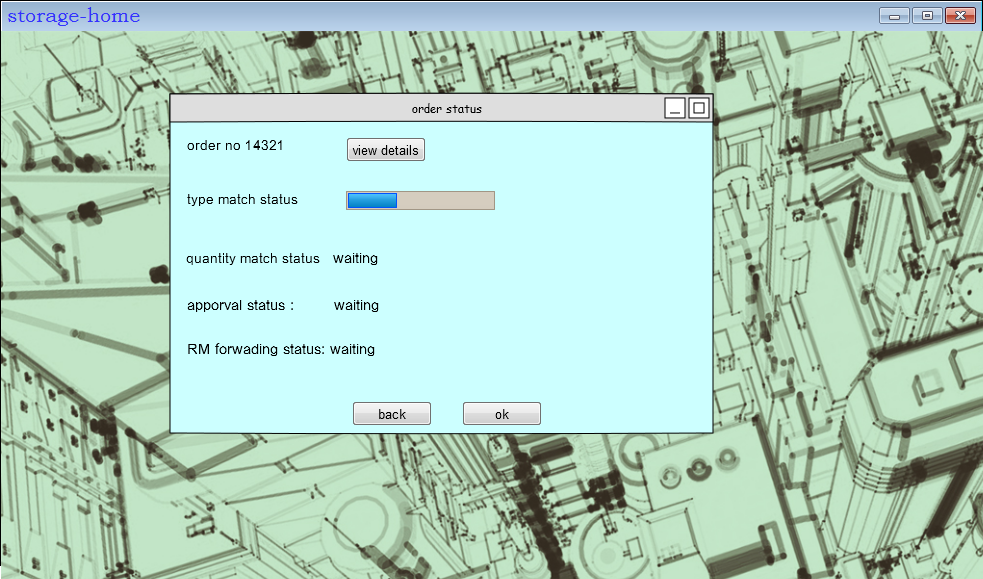 storage-home
order status
order no 14321
view details
type match status
quantity match status waiting
apporval status : waiting
RM forwading status: waiting
back ok